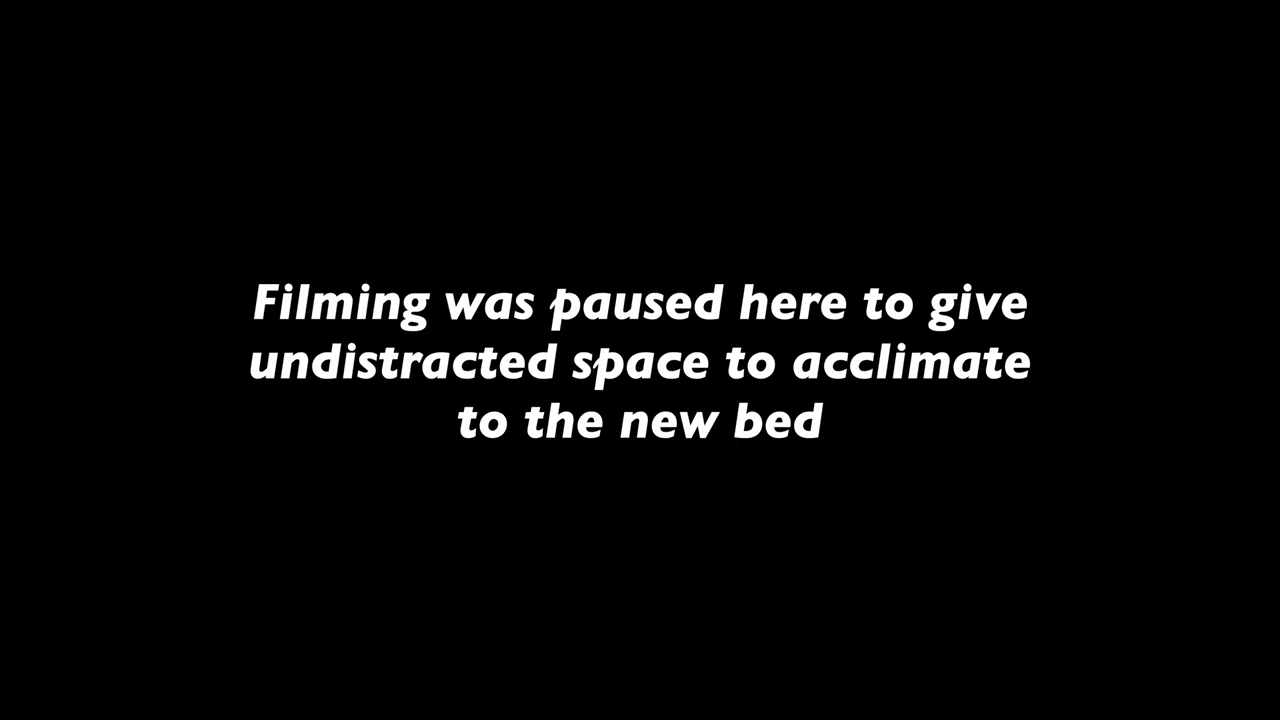 Filming was paused here to give
undistracted space to acclimate
to the new bed